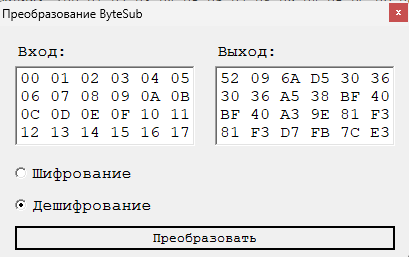 Преобразование ByteSub
x
Вход:
Выход:
00 01 02 03 04 05
06 07 08 09 0A 0B
0C 0D 0E 0F 10 11
12 13 14 15 16 17
52 09 6A D5 30 36
30 36 A5 38 BF 40
BF 40 A3 9E 81 F3
81 F3 D7 FB 7C E3
Шифрование
Дешифрование
Преобразовать